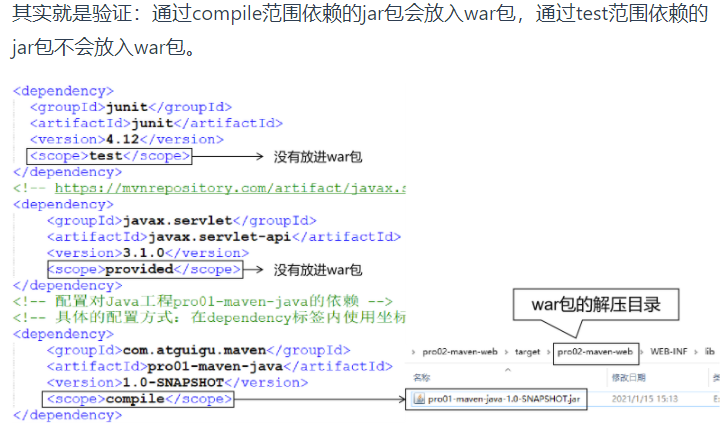 其实就是验证：通过compile范围依赖的jar包会放入war包，通过test范围依赖的
jar包不会放入war包。
<dependency>
<groupId>junit</groupId>
<artifactId>junit</artifactId>
<version>4.12</version>
<scope>test</scope>
没有放进war包
</dependency>
<!-- https://mvnrepository.com/artifact/javax.s
<dependency>
<groupId>javax.servlet</groupId>
<artifactId>javax.servlet-api</artifactId>
<version>3.1.0</version>
<scope>provided</scope>
没有放进war包
</dependency>
<!-- 配置对Java工程pro01-maven-java的依赖 -->
<!-- 具体的配置方式：在dependency标签内使用坐标
<dependency>
<groupId>com.atguigu.maven</groupId>
<artifactId>pro01-maven-java</artifactId>
<version>1.0-SNAPSHOT</version>
<scope>compile</scope>
</dependency>
war包的解压目录
› pro02-maven-web › target › pro02-maven-web › WEB-INF › lib
名称 修改日期
pro01-maven-java-1.0-SNAPSHOT.jar 2021/1/15 15:13